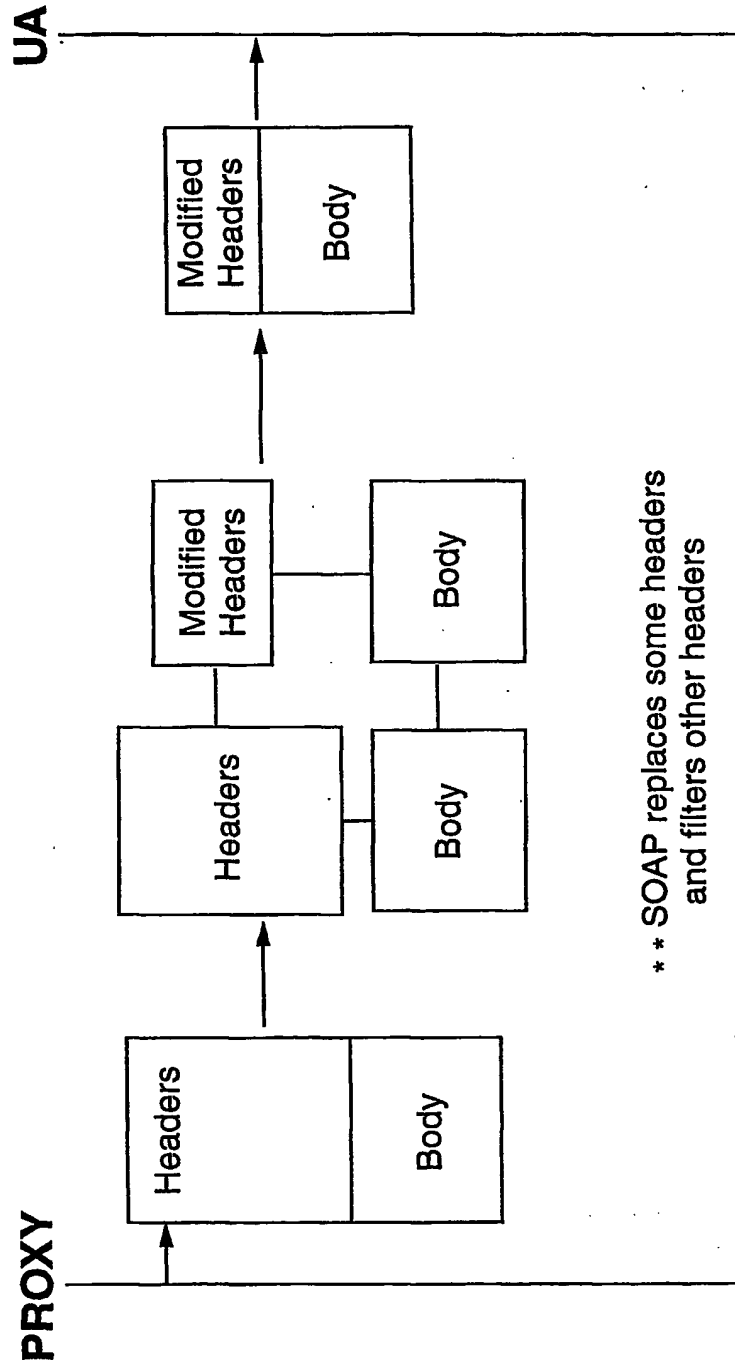 PROXY
UA
Headers
Body
Headers
Body
Modified
Headers
Body
Modified
Headers
Body
* * SOAP replaces some headers
and filters other headers